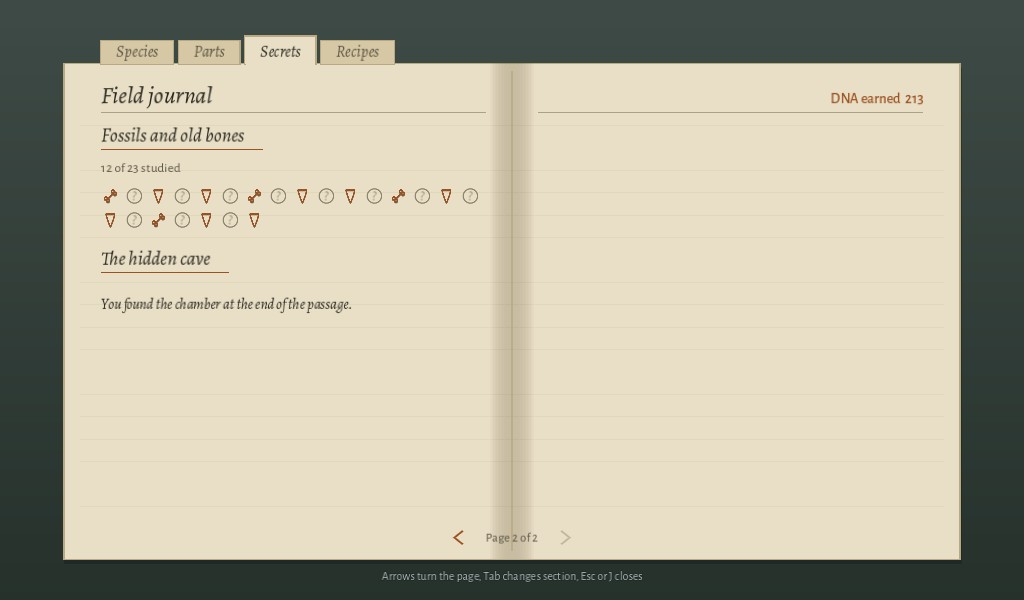 Species Parts Secrets Recipes
Field journal
DNA earned 213
Fossils and old bones
12 of 23 studied
? ? ? ? ? ? ? ?
? ? ?
The hidden cave
You found the chamber at the end of the passage.
Page 2 of 2
Arrows turn the page, Tab changes section, Esc or J closes